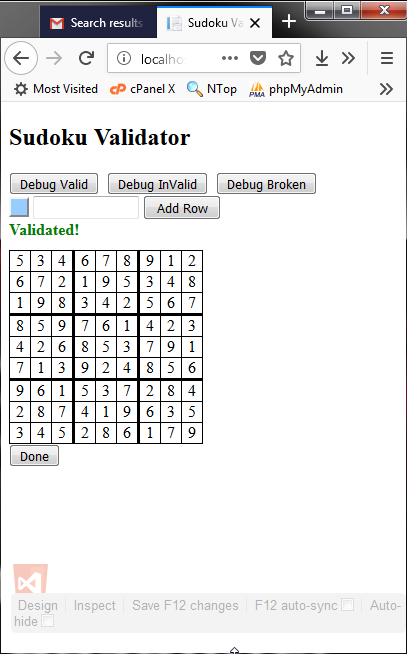 Search results
Sudoku Va
localho
Most Visited cPanel X NTop phpMyAdmin
Sudoku Validator
Debug Valid Debug InValid Debug Broken
Add Row
Validated!
5 3 4 6 7 8 9 1 2
6 7 2 1 9 5 3 4 8
1 9 8 3 4 2 5 6 7
8 5 9 7 6 1 4 2 3
4 2 6 8 5 3 7 9 1
7 1 3 9 2 4 8 5 6
9 6 1 5 3 7 2 8 4
2 8 7 4 1 9 6 3 5
3 4 5 2 8 6 1 7 9
Done
Design | Inspect | Save F12 changes | F12 auto-sync | Auto-
hide